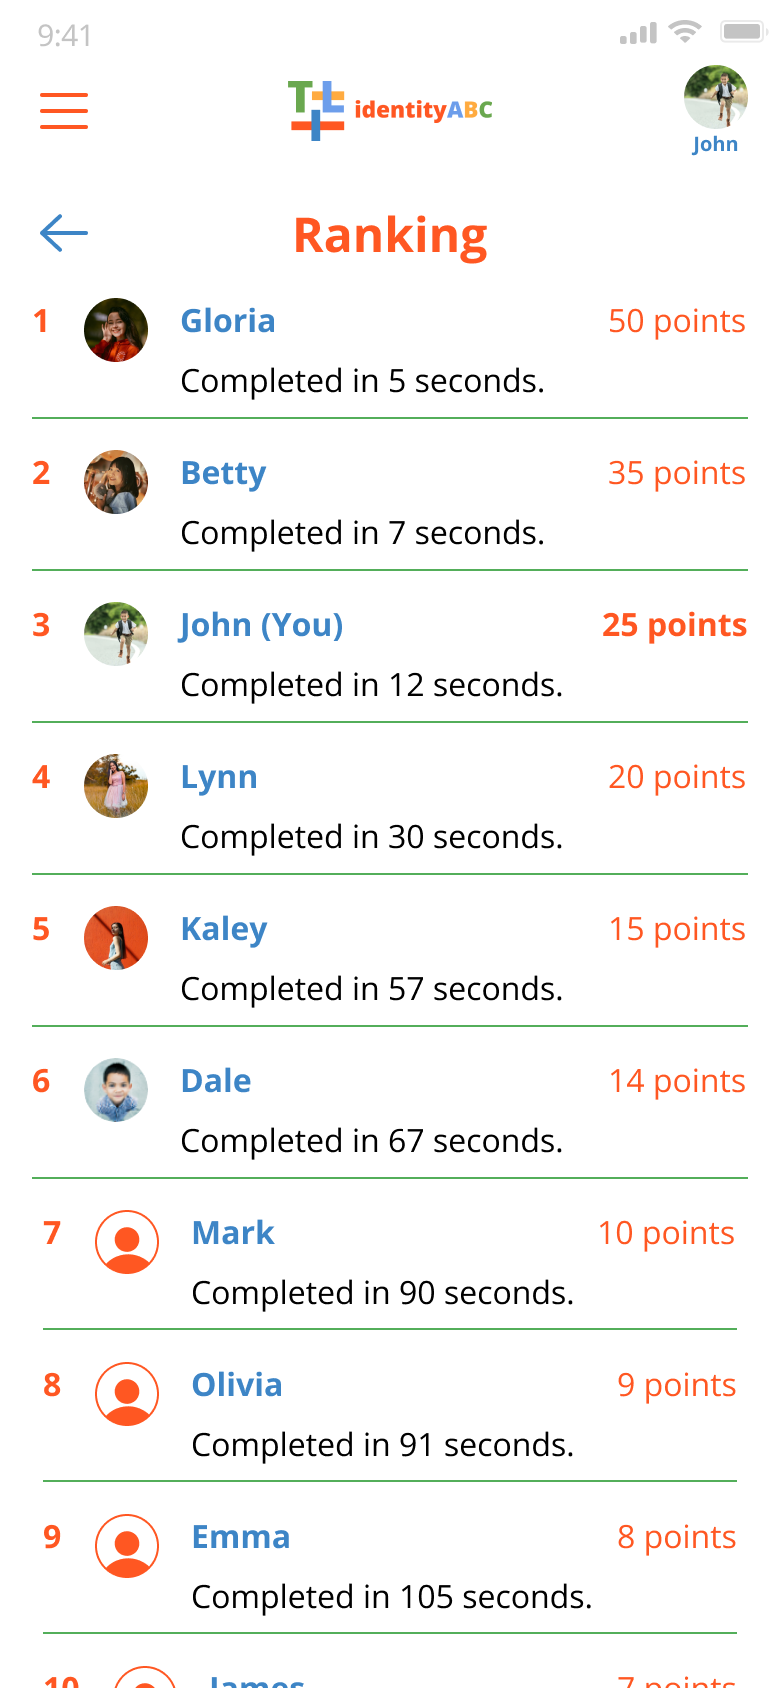 9:41
identityABC
John
Ranking
1 Gloria 50 points
Completed in 5 seconds.
2 Betty 35 points
Completed in 7 seconds.
3 John (You) 25 points
Completed in 12 seconds.
4 Lynn 20 points
Completed in 30 seconds.
5 Kaley 15 points
Completed in 57 seconds.
6 Dale 14 points
Completed in 67 seconds.
7 Mark 10 points
Completed in 90 seconds.
8 Olivia 9 points
Completed in 91 seconds.
9 Emma 8 points
Completed in 105 seconds.
10 James 7 points